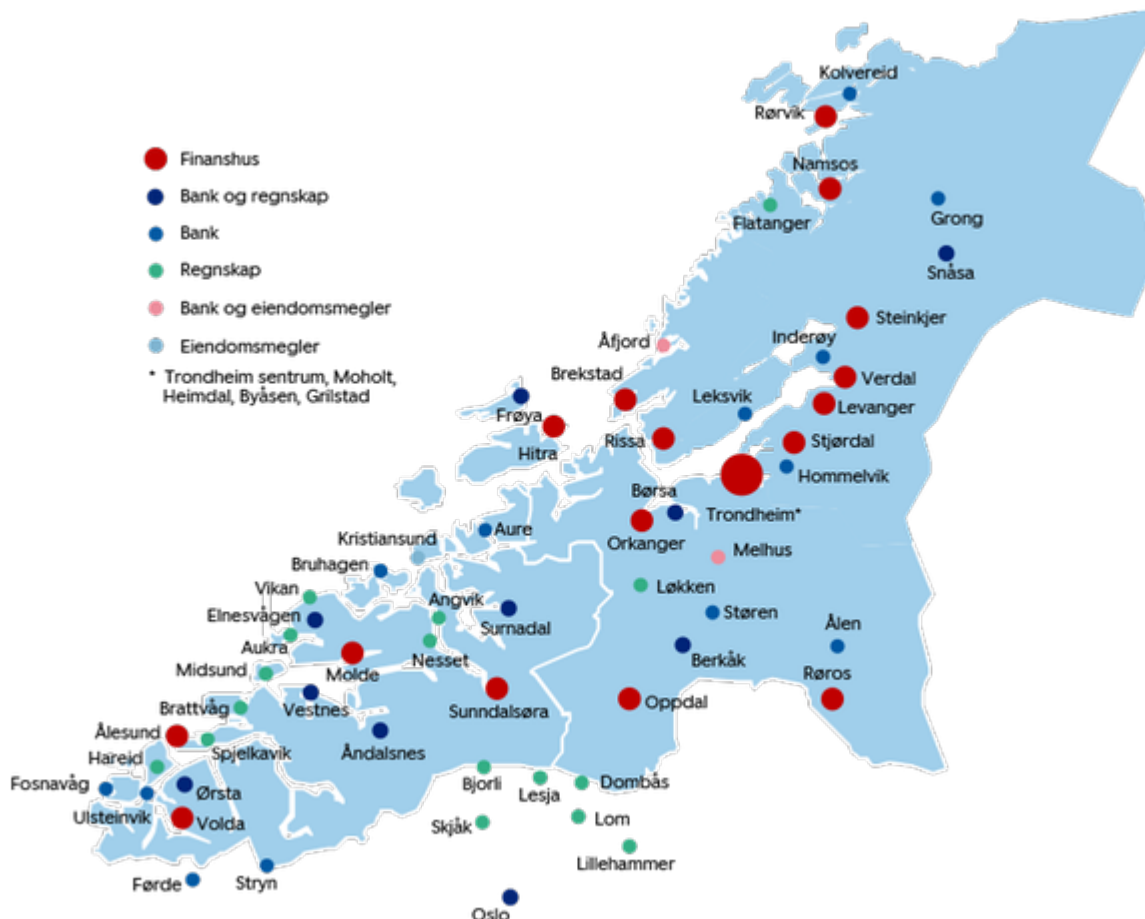 Kolvereid
Rørvik
Finanshus
Namsos
Bank og regnskap
Flatanger
Grong
Bank
Snåsa
Regnskap
Bank og eiendomsmegler
Steinkjer
Inderøy
Åfjord
Eiendomsmegler
* Trondheim sentrum, Moholt,
Heimdal, Byåsen, Grilstad
Brekstad
Verdal
Leksvik
Levanger
Frøya
Rissa
Stjørdal
Hitra
Hommelvik
Børsa
Trondheim*
Kristiansund
Aure
Orkanger
Melhus
Bruhagen
Vikan
Løkken
Angvik
Elnesvågen
Støren
Surnadal
Ålen
Aukra
Nesset
Berkåk
Midsund
Molde
Røros
Brattvåg
Vestnes
Sunndalsøra
Oppdal
Ålesund
Spjelkavik
Åndalsnes
Hareid
Bjorli
Lesja
Dombås
Fosnavåg
Ørsta
Ulsteinvik
Volda
Skjåk
Lom
Lillehammer
Førde
Stryn
Oslo